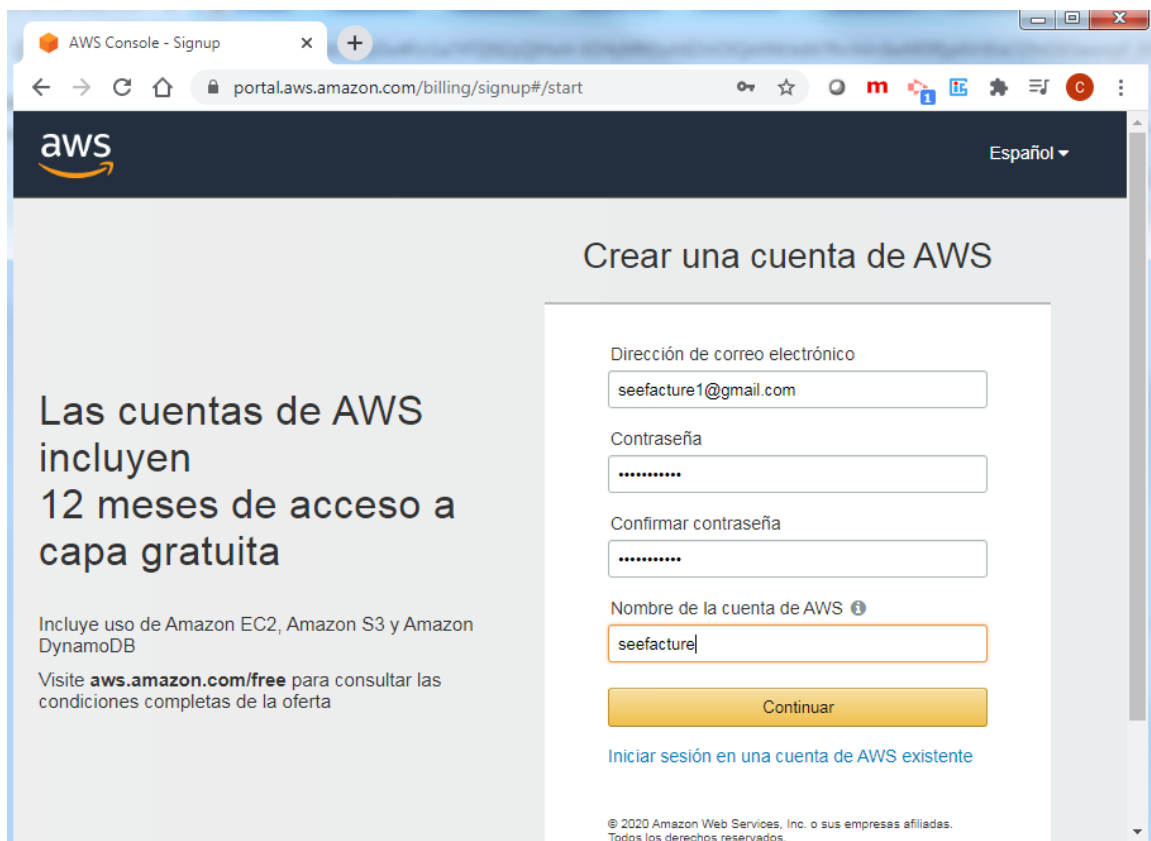 AWS Console - Signup
portal.aws.amazon.com/billing/signup#/start
m
1
C
aws
Español
Crear una cuenta de AWS
Las cuentas de AWS
incluyen
12 meses de acceso a
capa gratuita
Incluye uso de Amazon EC2, Amazon S3 y Amazon
DynamoDB
Visite aws.amazon.com/free para consultar las
condiciones completas de la oferta
Dirección de correo electrónico
seefacture1@gmail.com
Contraseña
•••••••••••
Confirmar contraseña
•••••••••••
Nombre de la cuenta de AWS
seefacture
Continuar
Iniciar sesión en una cuenta de AWS existente
© 2020 Amazon Web Services, Inc. o sus empresas afiliadas.
Todos los derechos reservados.